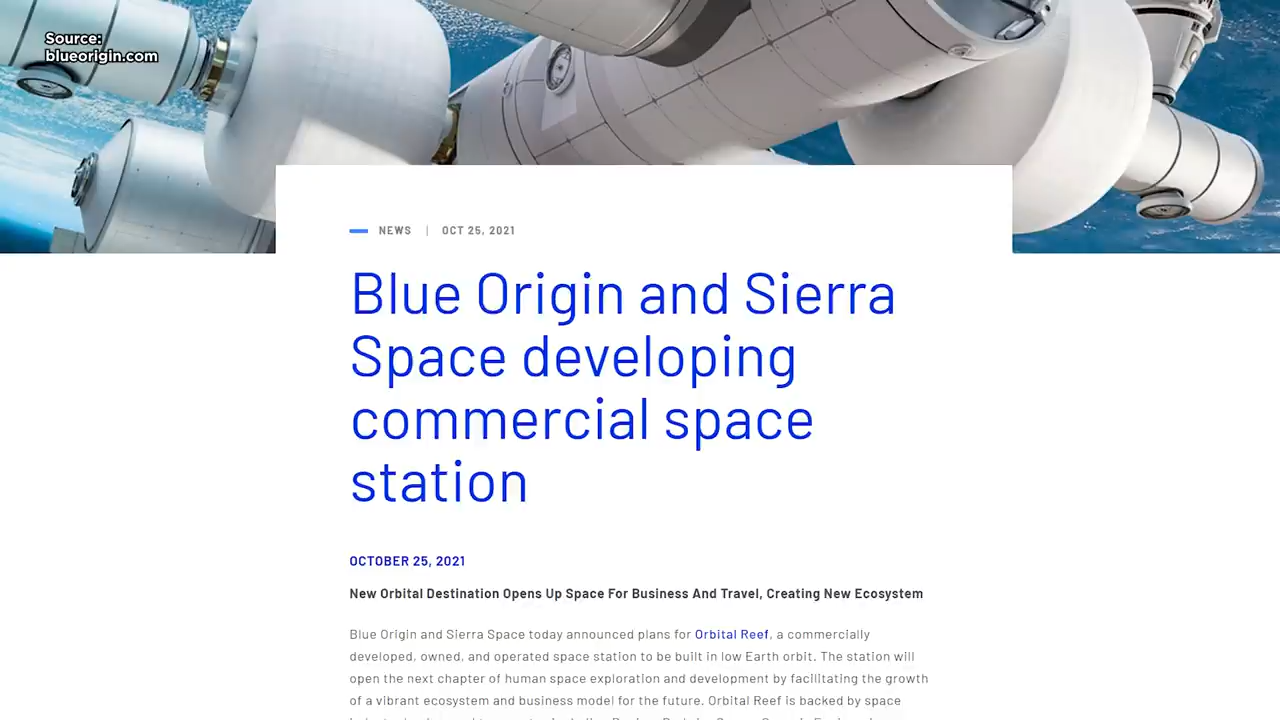 Source:
blueorigin.com
NEWS | OCT 25, 2021
Blue Origin and Sierra
Space developing
commercial space
station
OCTOBER 25, 2021
New Orbital Destination Opens Up Space For Business And Travel, Creating New Ecosystem
Blue Origin and Sierra Space today announced plans for Orbital Reef, a commercially
developed, owned, and operated space station to be built in low Earth orbit. The station will
open the next chapter of human space exploration and development by facilitating the growth
of a vibrant ecosystem and business model for the future. Orbital Reef is backed by space